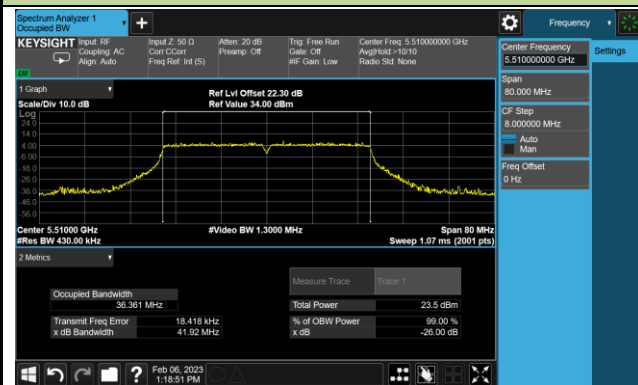 Spectrum Analyzer 1
Occupied BW
+
Frequency
KEYSIGHT
Input: RF
Coupling: AC
Align: Auto
Input Z: 50 Ω
Corr CCorr
Freq Ref: Int (S)
Atten: 20 dB
Preamp: Off
Trig: Free Run
Gate: Off
#IF Gain: Low
Center Freq: 5.510000000 GHz
Avg|Hold:>10/10
Radio Std: None
Center Frequency
5.510000000 GHz
Settings
Span
80.000 MHz
CF Step
8.000000 MHz
Auto
Man
Freq Offset
0 Hz
1 Graph
Scale/Div 10.0 dB
Ref Lvl Offset 22.30 dB
Ref Value 34.00 dBm
Log
24.0
14.0
4.00
-6.00
-16.0
-26.0
-36.0
-46.0
-56.0
Center 5.51000 GHz
#Res BW 430.00 kHz
#Video BW 1.3000 MHz
Span 80 MHz
Sweep 1.07 ms (2001 pts)
2 Metrics
Measure Trace
Trace 1
Occupied Bandwidth
36.361 MHz
Total Power
23.5 dBm
Transmit Freq Error
18.418 kHz
% of OBW Power
99.00 %
x dB Bandwidth
41.92 MHz
x dB
-26.00 dB
?
Feb 06, 2023
1:18:51 PM